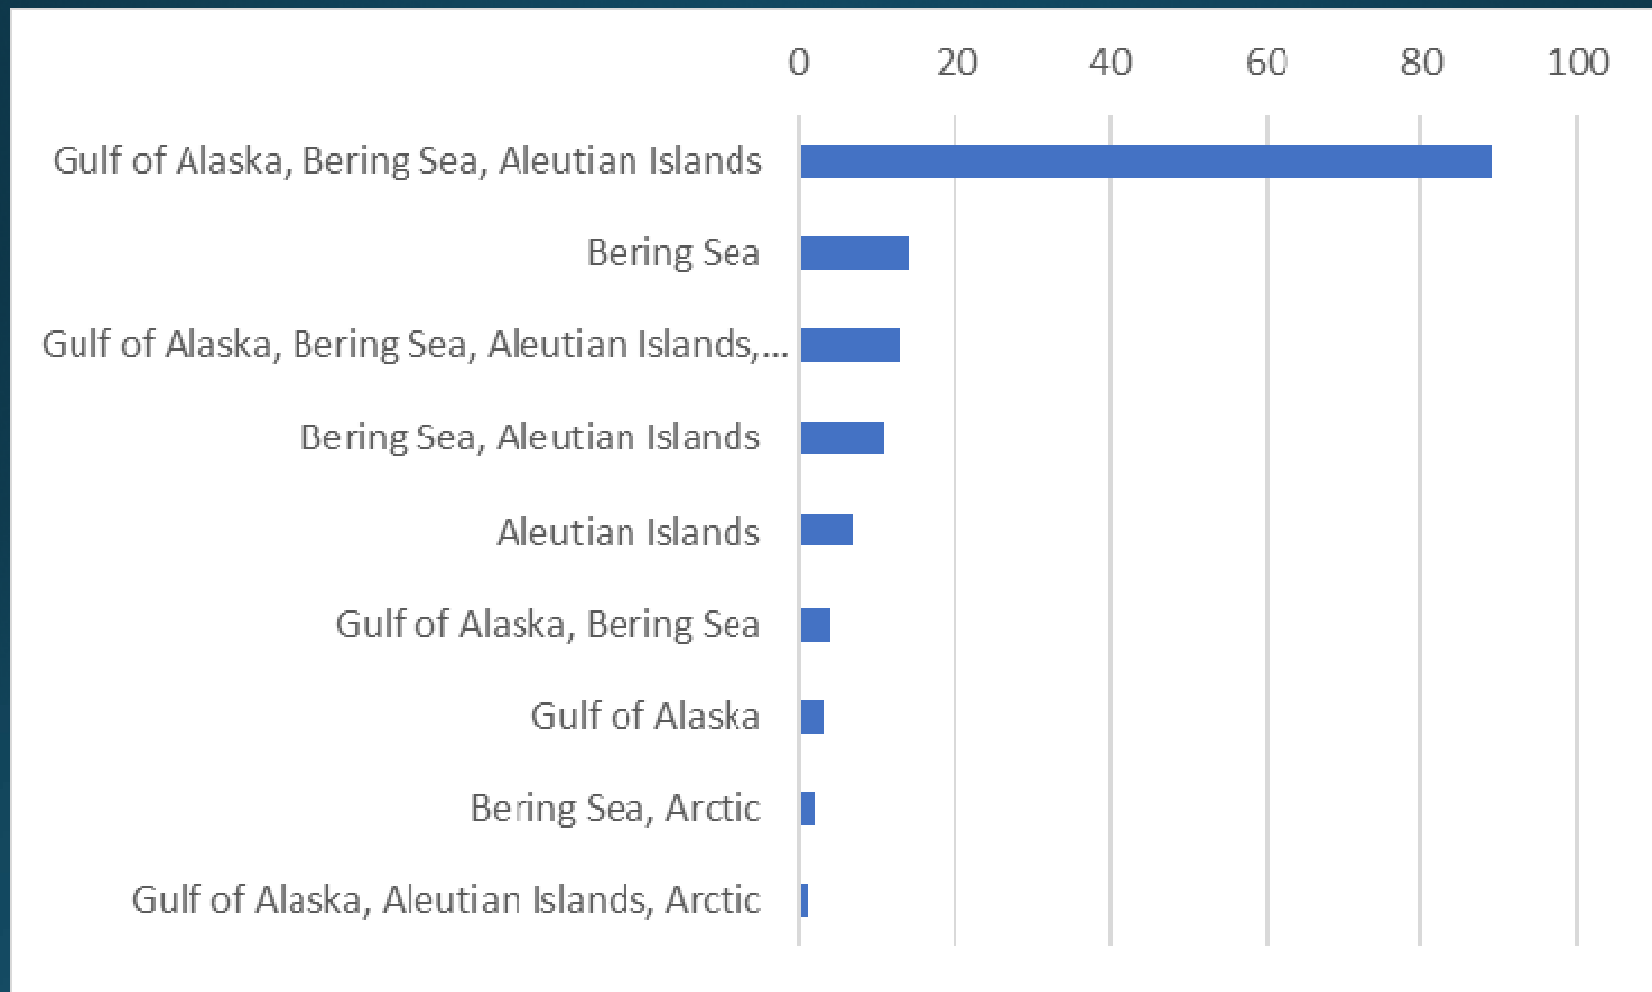 0 20 40 60 80 100
Gulf of Alaska, Bering Sea, Aleutian Islands
Bering Sea
Gulf of Alaska, Bering Sea, Aleutian Islands,...
Bering Sea, Aleutian Islands
Aleutian Islands
Gulf of Alaska, Bering Sea
Gulf of Alaska
Bering Sea, Arctic
Gulf of Alaska, Aleutian Islands, Arctic